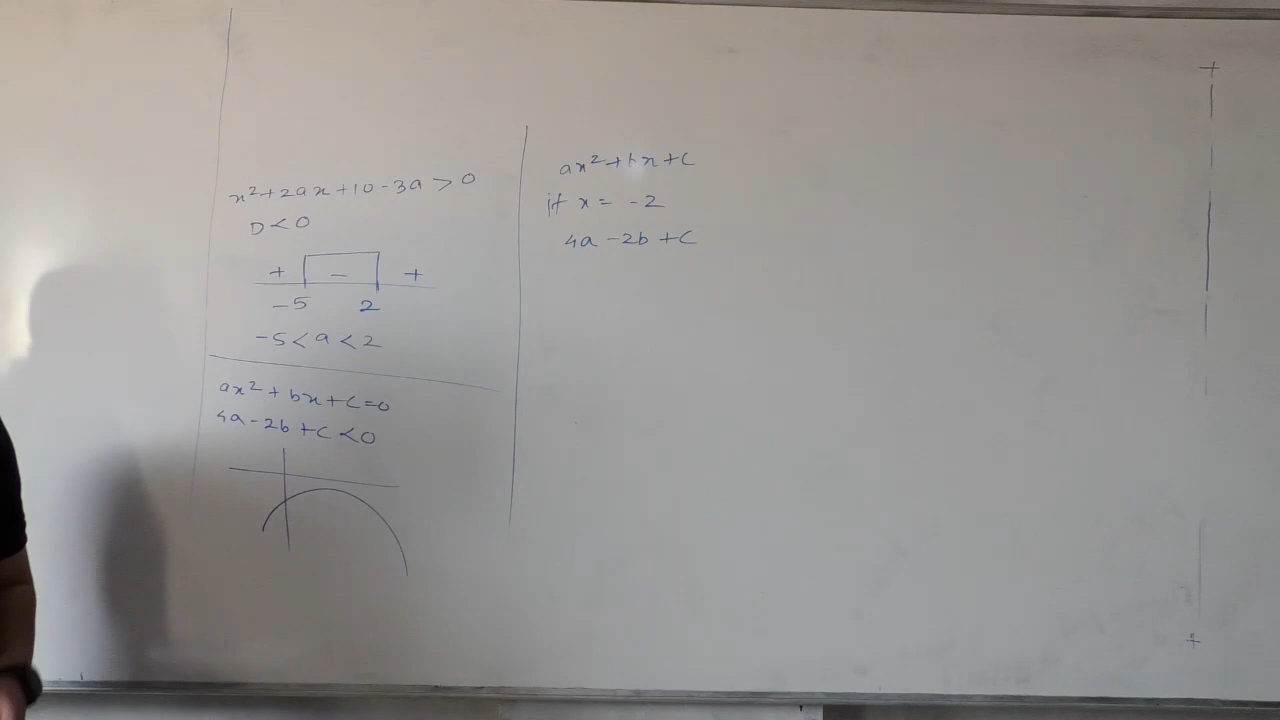 x²+2ax+10-3a>0
D<0
+ - +
-5 2
-5<a<2
ax²+bx+c=0
4a-2b+c<0
ax²+bx+c
if x= -2
4a-2b+c